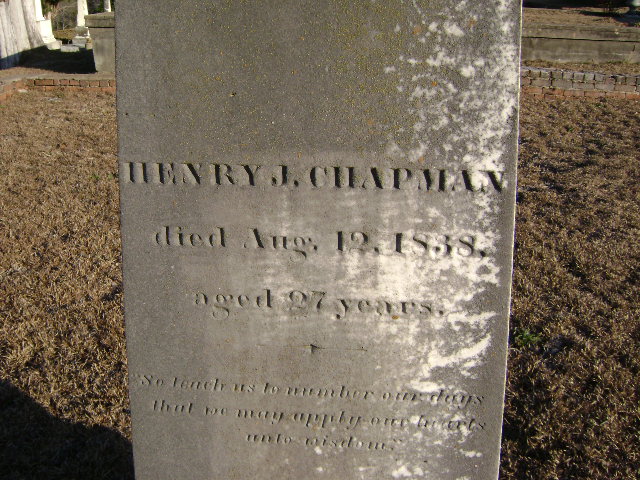 HENRY J. CHAPMAN
died Aug. 12. 1838.
aged 27 years.
"So teach us to number our days
that we may apply our hearts
unto wisdom."